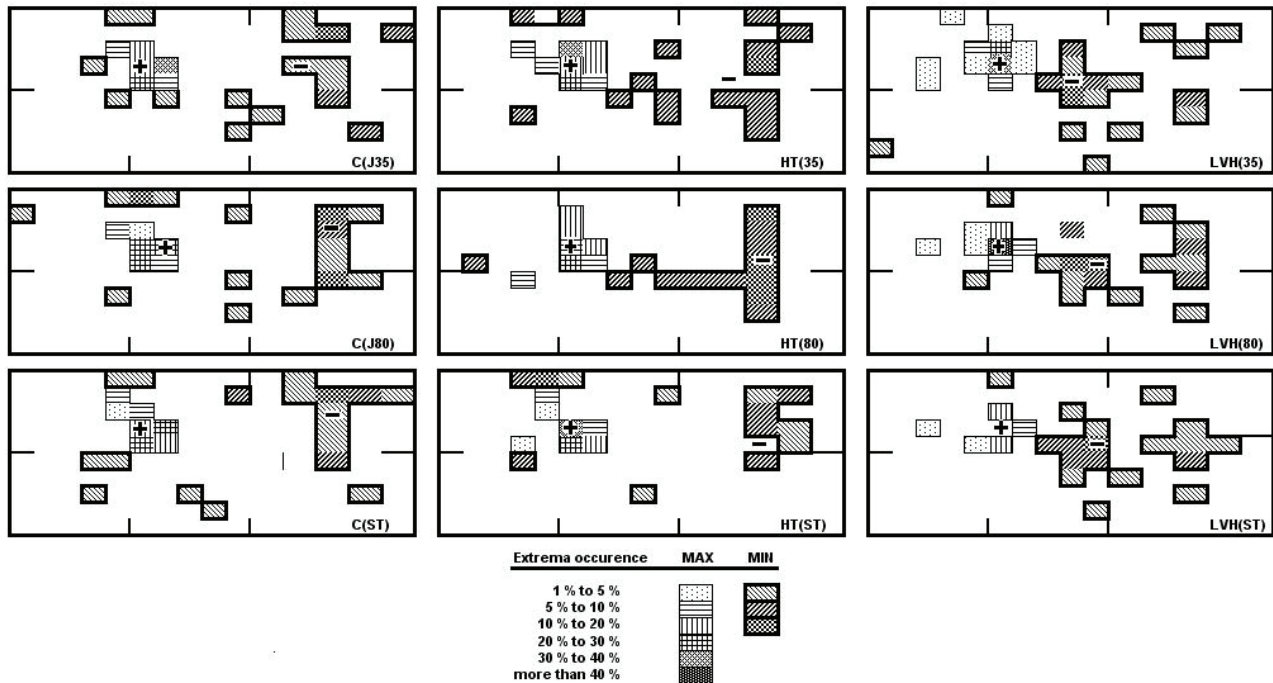 C(J35) HT(35) LVH(35)
C(J80) HT(80) LVH(80)
C(ST) HT(ST) LVH(ST)
Extrema occurence MAX MIN
1 % to 5 %
5 % to 10 %
10 % to 20 %
20 % to 30 %
30 % to 40 %
more than 40 %